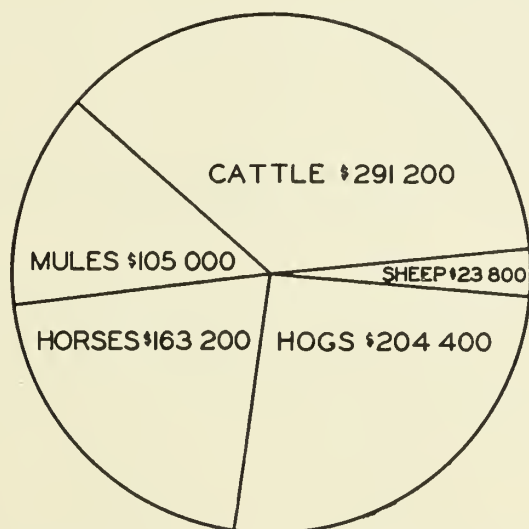 CATTLE $291 200
MULES $105 000
SHEEP $23 800
HORSES $163 200
HOGS $204 400